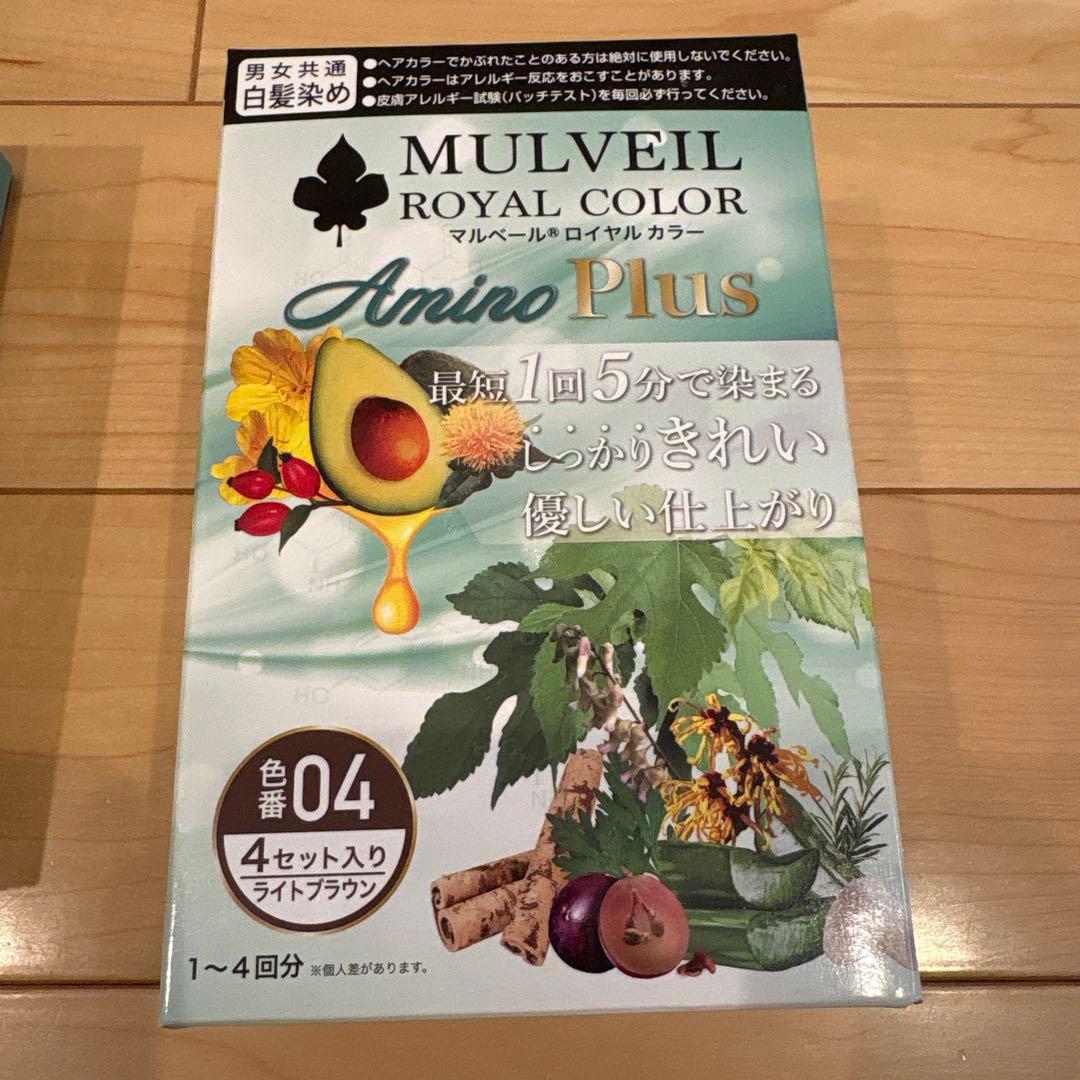 男女共通
白髪染め
●ヘアカラーでかぶれたことのある方は絶対に使用しないでください。
●ヘアカラーはアレルギー反応をおこすことがあります。
●皮膚アレルギー試験(パッチテスト)を毎回必ず行ってください。
MULVEIL
ROYAL COLOR
マルベール® ロイヤル カラー
Amino Plus
最短1回5分で染まる
しっかりきれい
優しい仕上がり
HO
NH
HO
色番04
4セット入り
ライトブラウン
1〜4回分 ※個人差があります。